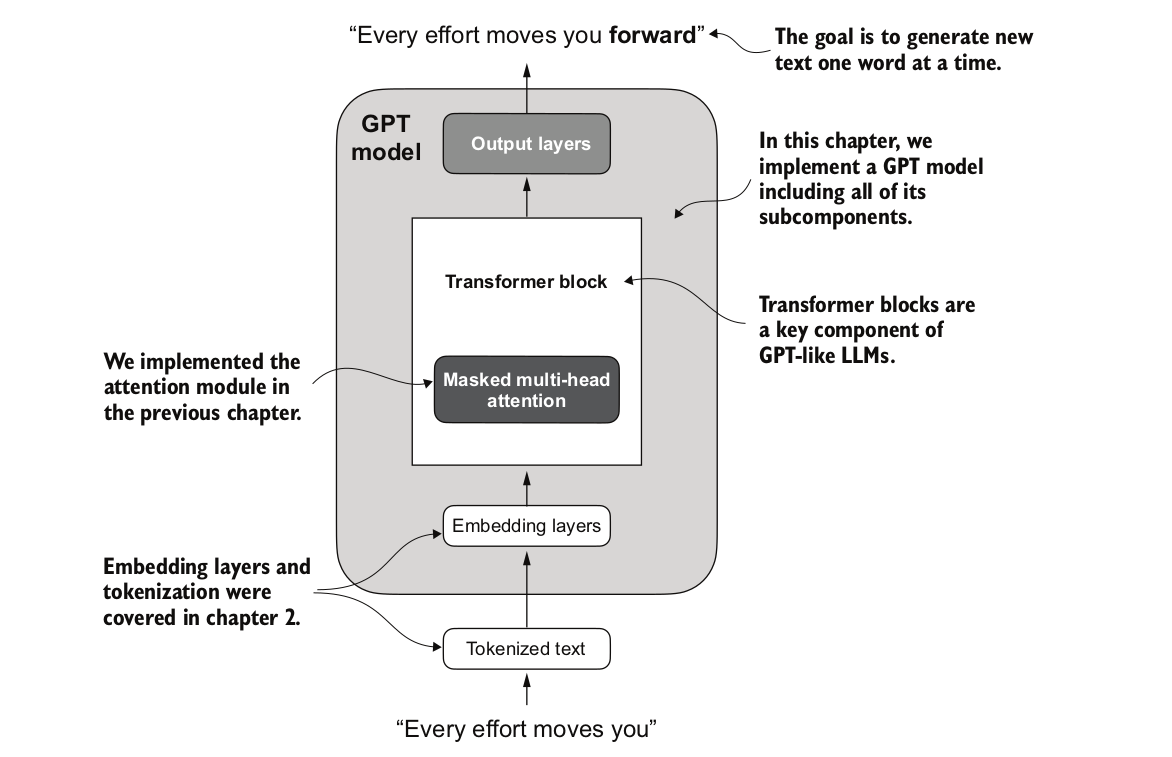 “Every effort moves you forward”
The goal is to generate new
text one word at a time.
GPT
model
Output layers
In this chapter, we
implement a GPT model
including all of its
subcomponents.
Transformer block
Transformer blocks are
a key component of
GPT-like LLMs.
We implemented the
attention module in
the previous chapter.
Masked multi-head
attention
Embedding layers
Embedding layers and
tokenization were
covered in chapter 2.
Tokenized text
“Every effort moves you”